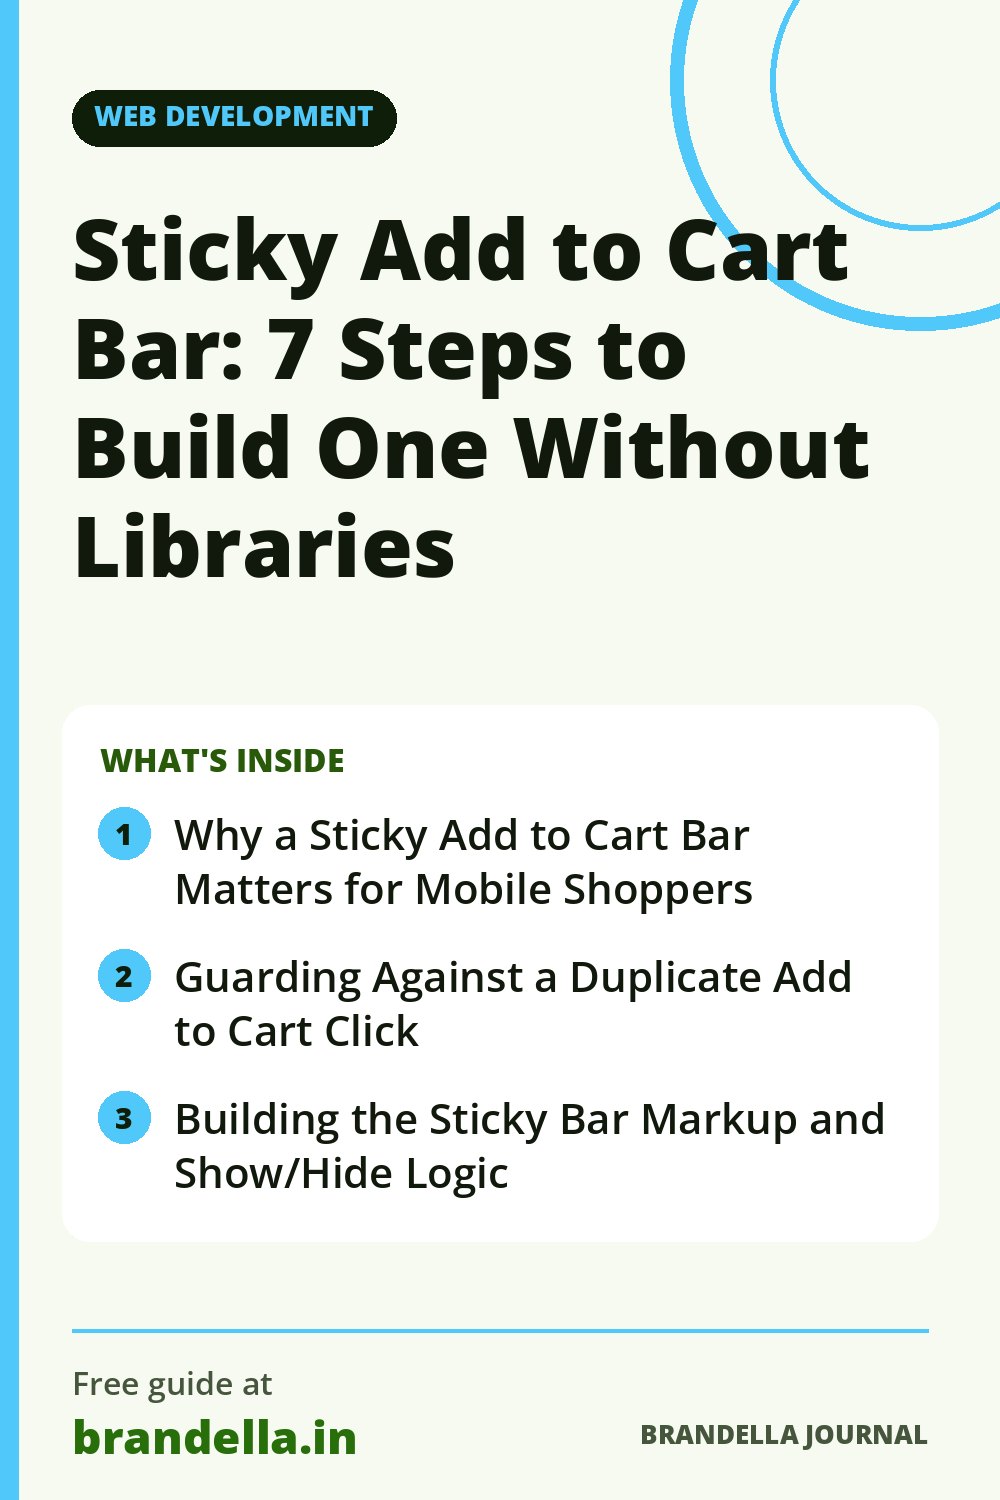 WEB DEVELOPMENT
Sticky Add to Cart
Bar: 7 Steps to
Build One Without
Libraries
WHAT'S INSIDE
1 Why a Sticky Add to Cart Bar
Matters for Mobile Shoppers
2 Guarding Against a Duplicate Add
to Cart Click
3 Building the Sticky Bar Markup and
Show/Hide Logic
Free guide at
brandella.in
BRANDELLA JOURNAL